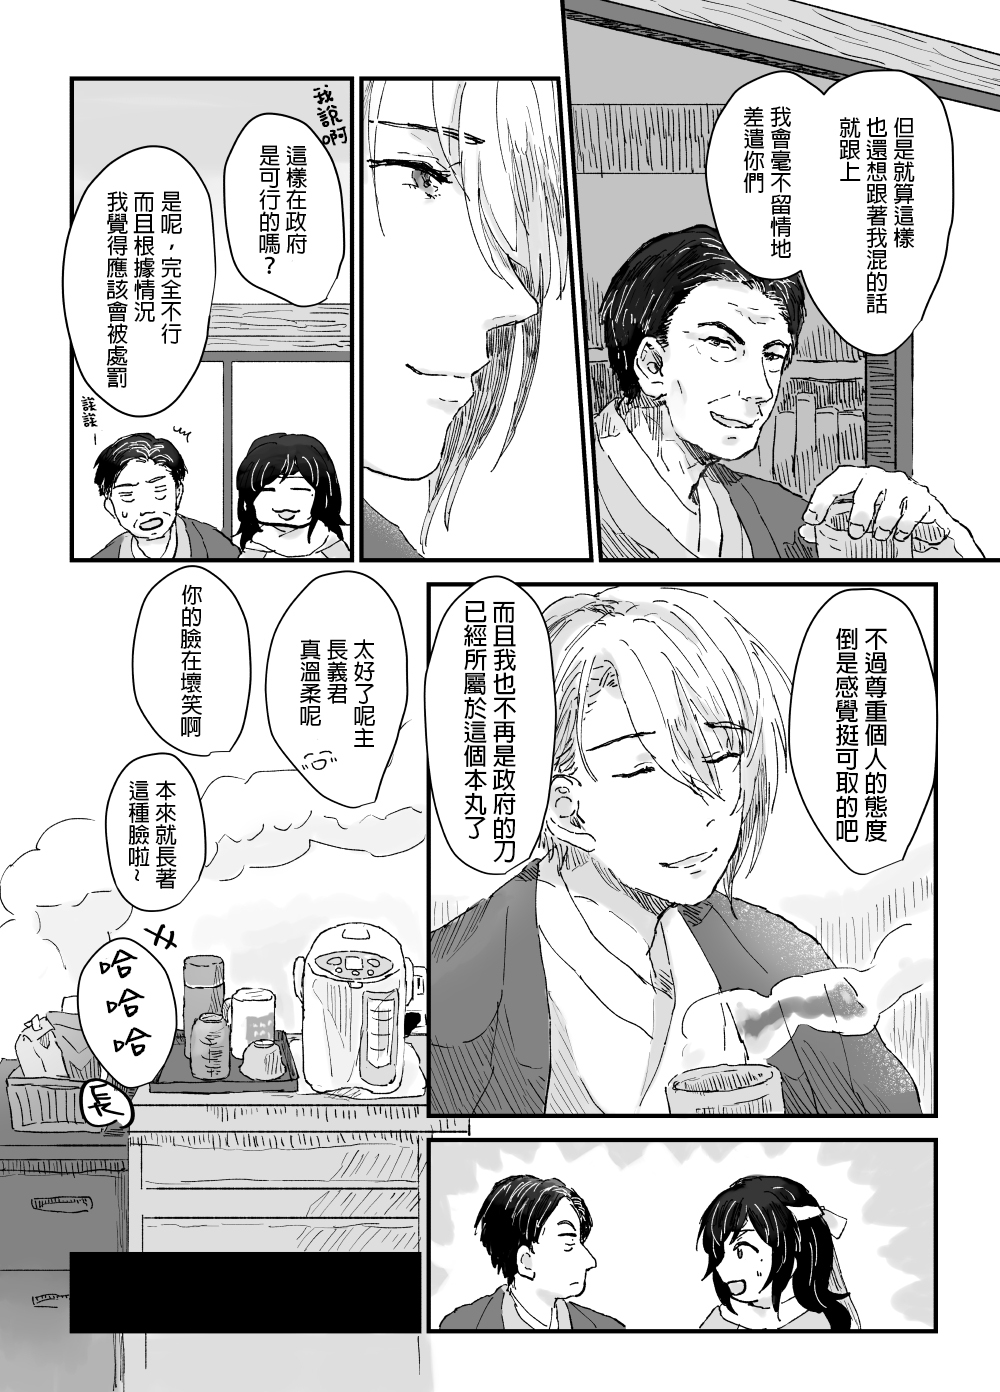 但是就算這樣
也還想跟著我混的話
就跟上
我會毫不留情地
差遣你們
我說啊
這樣在政府
是可行的嗎？
是呢，完全不行
而且根據情況
我覺得應該會被處罰
誒誒–
不過尊重個人的態度
倒是感覺挺可取的吧
而且我也不再是政府的刀
已經所屬於這個本丸了
太好了呢主
長義君
真溫柔呢
你的臉在壞笑啊
本來就長著
這種臉啦~
哈哈哈
長